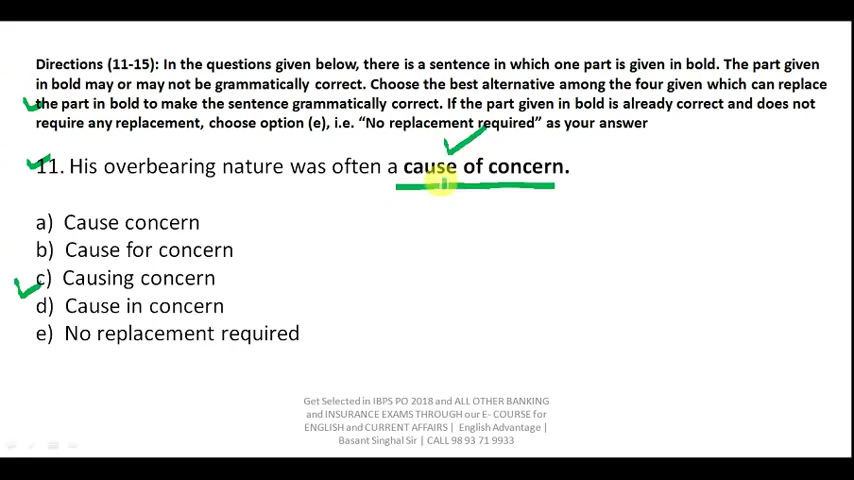 Directions (11-15): In the questions given below, there is a sentence in which one part is given in bold. The part given
in bold may or may not be grammatically correct. Choose the best alternative among the four given which can replace
the part in bold to make the sentence grammatically correct. If the part given in bold is already correct and does not
require any replacement, choose option (e), i.e. “No replacement required” as your answer
11. His overbearing nature was often a cause of concern.
a) Cause concern
b) Cause for concern
c) Causing concern
d) Cause in concern
e) No replacement required
Get Selected in IBPS PO 2018 and ALL OTHER BANKING
and INSURANCE EXAMS THROUGH our E- COURSE for
ENGLISH and CURRENT AFFAIRS | English Advantage |
Basant Singhal Sir | CALL 98 93 71 9933